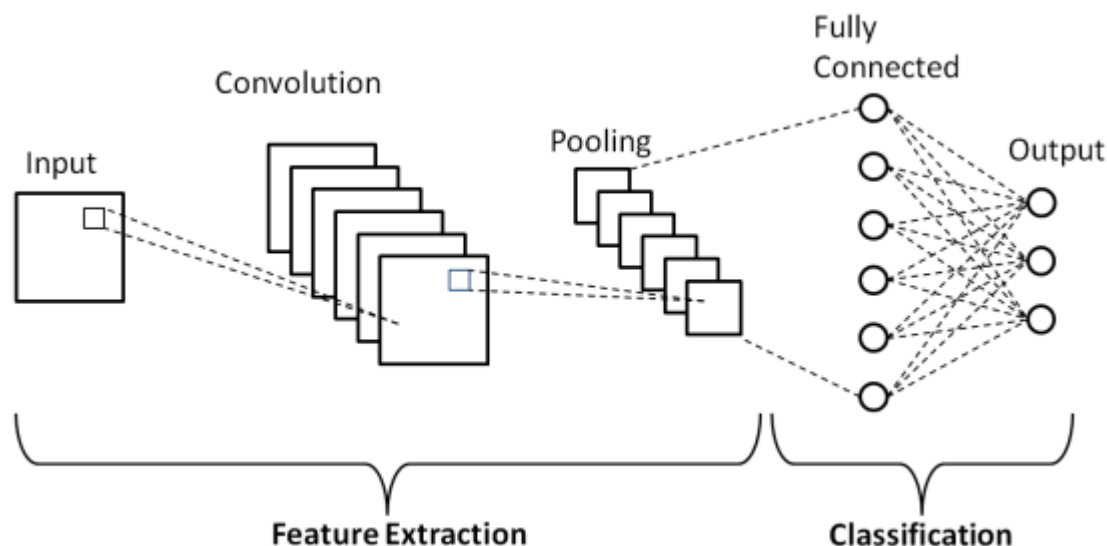 Input
Convolution
Pooling
Fully
Connected
Output
Feature Extraction
Classification